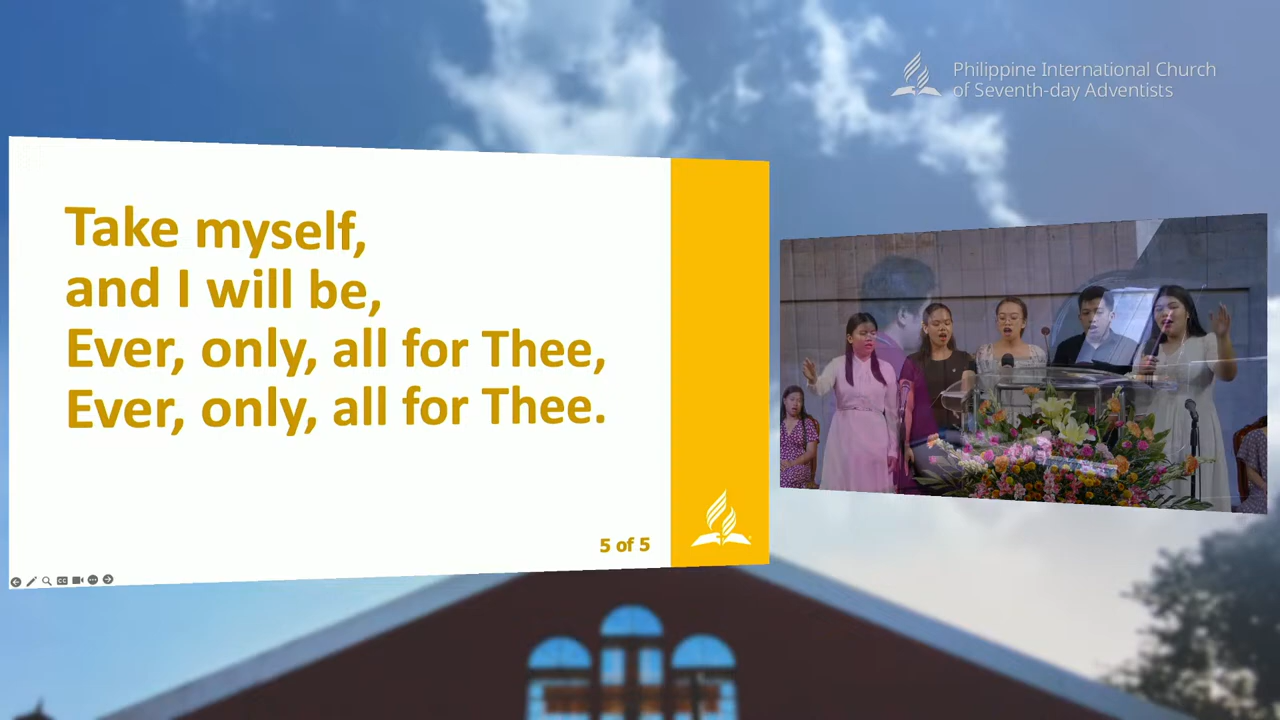 Philippine International Church
of Seventh-day Adventists
Take myself,
and I will be,
Ever, only, all for Thee,
Ever, only, all for Thee.
5 of 5